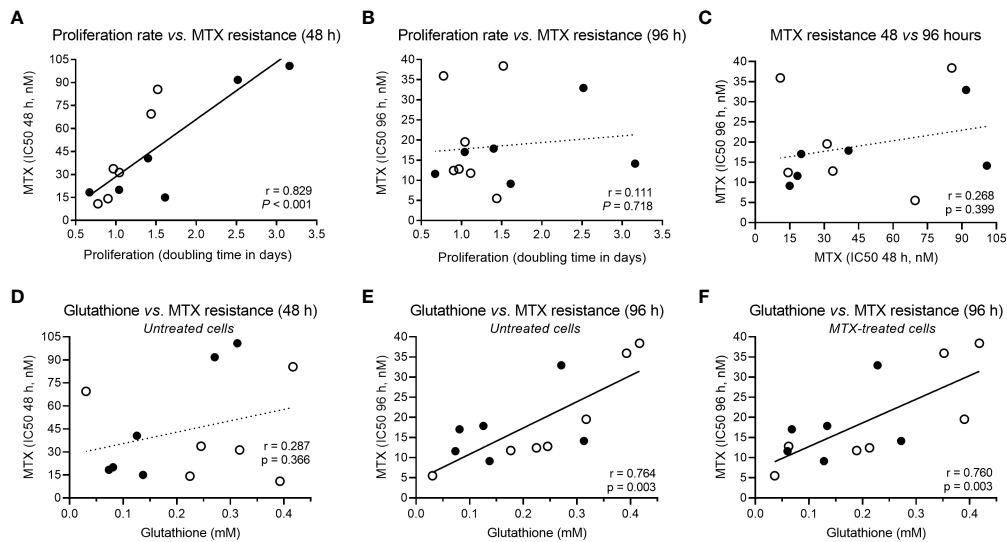 A
Proliferation rate vs. MTX resistance (48 h)
MTX (IC50 48 h, nM)
105
90
75
60
45
30
15
0
r = 0.829
P < 0.001
0.5 1.0 1.5 2.0 2.5 3.0 3.5
Proliferation (doubling time in days)
B
Proliferation rate vs. MTX resistance (96 h)
MTX (IC50 96 h, nM)
40
35
30
25
20
15
10
5
0
r = 0.111
P = 0.718
0.5 1.0 1.5 2.0 2.5 3.0 3.5
Proliferation (doubling time in days)
C
MTX resistance 48 vs 96 hours
MTX (IC50 96 h, nM)
40
35
30
25
20
15
10
5
0
r = 0.268
p = 0.399
0 15 30 45 60 75 90 105
MTX (IC50 48 h, nM)
D
Glutathione vs. MTX resistance (48 h)
Untreated cells
MTX (IC50 48 h, nM)
105
90
75
60
45
30
15
0
r = 0.287
p = 0.366
0.0 0.1 0.2 0.3 0.4
Glutathione (mM)
E
Glutathione vs. MTX resistance (96 h)
Untreated cells
MTX (IC50 96 h, nM)
40
35
30
25
20
15
10
5
0
r = 0.764
p = 0.003
0.0 0.1 0.2 0.3 0.4
Glutathione (mM)
F
Glutathione vs. MTX resistance (96 h)
MTX-treated cells
MTX (IC50 96 h, nM)
40
35
30
25
20
15
10
5
0
r = 0.760
p = 0.003
0.0 0.1 0.2 0.3 0.4
Glutathione (mM)